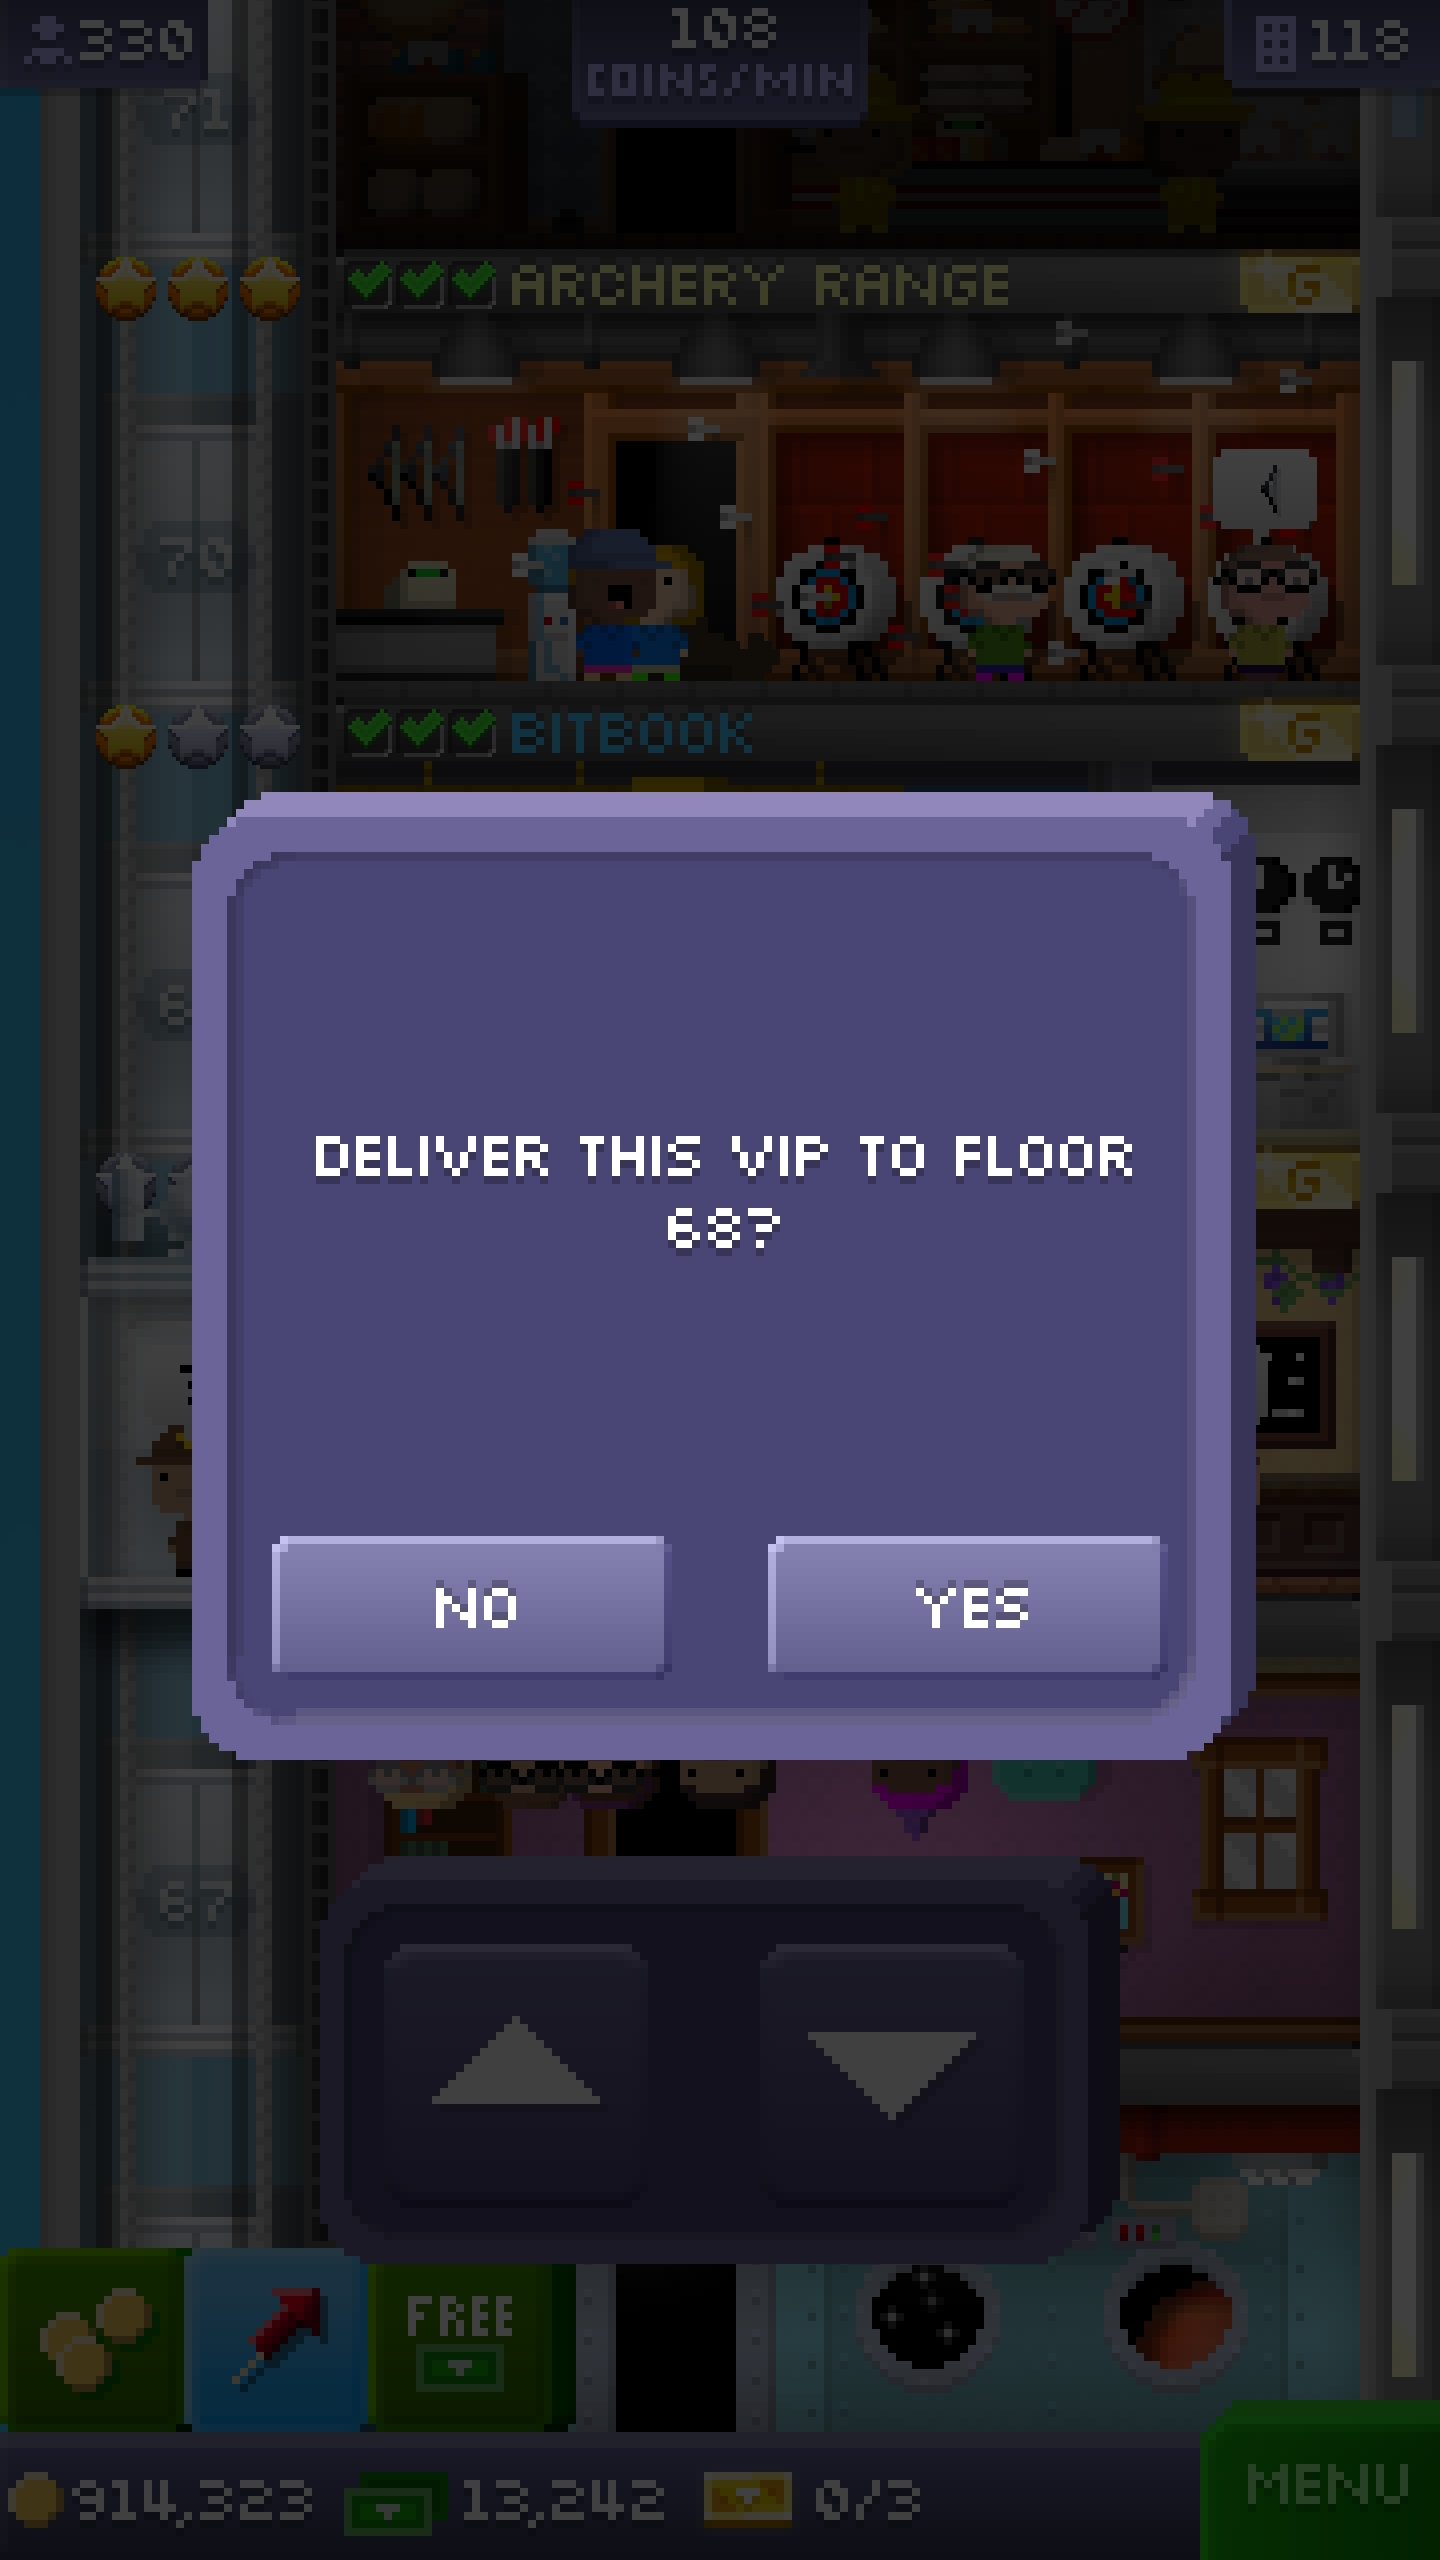 330
108
COINS/MIN
118
71
ARCHERY RANGE
G
70
BITBOOK
G
DELIVER THIS VIP TO FLOOR
68?
G
NO
YES
67
FREE
914,323
13,242
0/3
MENU